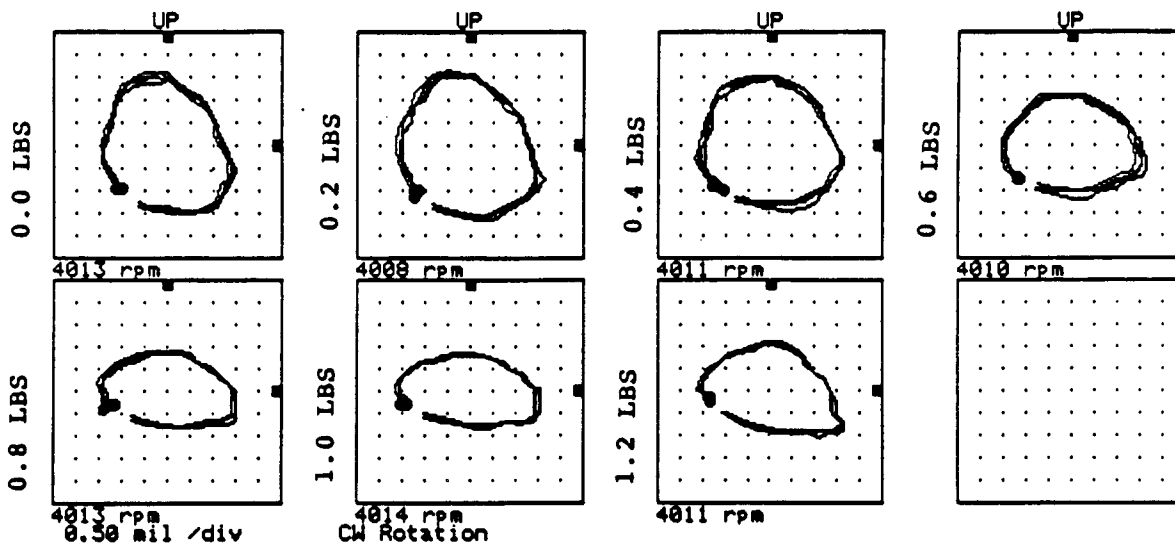 UP
UP
UP
UP
0.0 LBS
0.2 LBS
0.4 LBS
0.6 LBS
4013 rpm
4008 rpm
4011 rpm
4010 rpm
0.8 LBS
1.0 LBS
1.2 LBS
4013 rpm
4014 rpm
4011 rpm
0.50 mil /div
CW Rotation